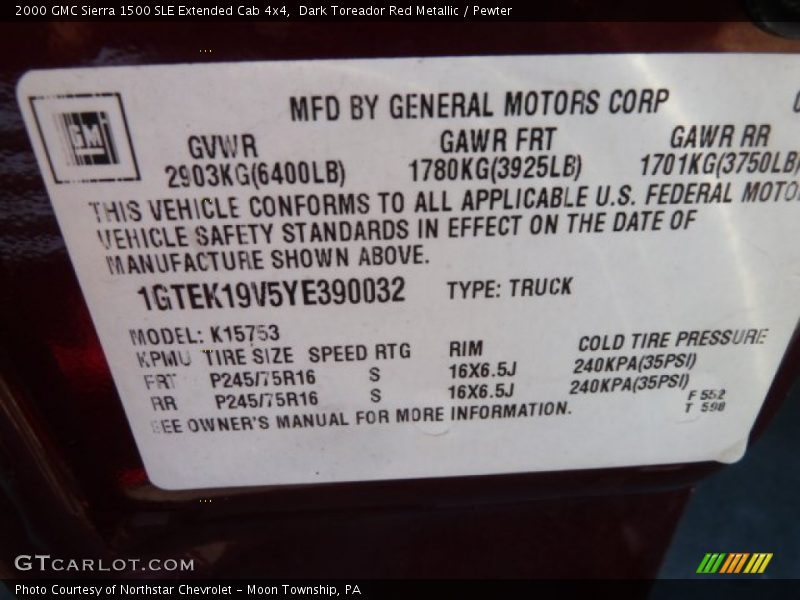 2000 GMC Sierra 1500 SLE Extended Cab 4x4,  Dark Toreador Red Metallic / Pewter
MFD BY GENERAL MOTORS CORP
GM
GVWR GAWR FRT GAWR RR
2903KG(6400LB) 1780KG(3925LB) 1701KG(3750LB)
THIS VEHICLE CONFORMS TO ALL APPLICABLE U.S. FEDERAL MOTO
VEHICLE SAFETY STANDARDS IN EFFECT ON THE DATE OF
MANUFACTURE SHOWN ABOVE.
1GTEK19V5YE390032 TYPE: TRUCK
MODEL: K15753
KPMU TIRE SIZE SPEED RTG RIM COLD TIRE PRESSURE
FRT P245/75R16 S 16X6.5J 240KPA(35PSI)
RR P245/75R16 S 16X6.5J 240KPA(35PSI)
SEE OWNER'S MANUAL FOR MORE INFORMATION.
F 552
T 590
GTCARLOT.COM
Photo Courtesy of Northstar Chevrolet - Moon Township, PA